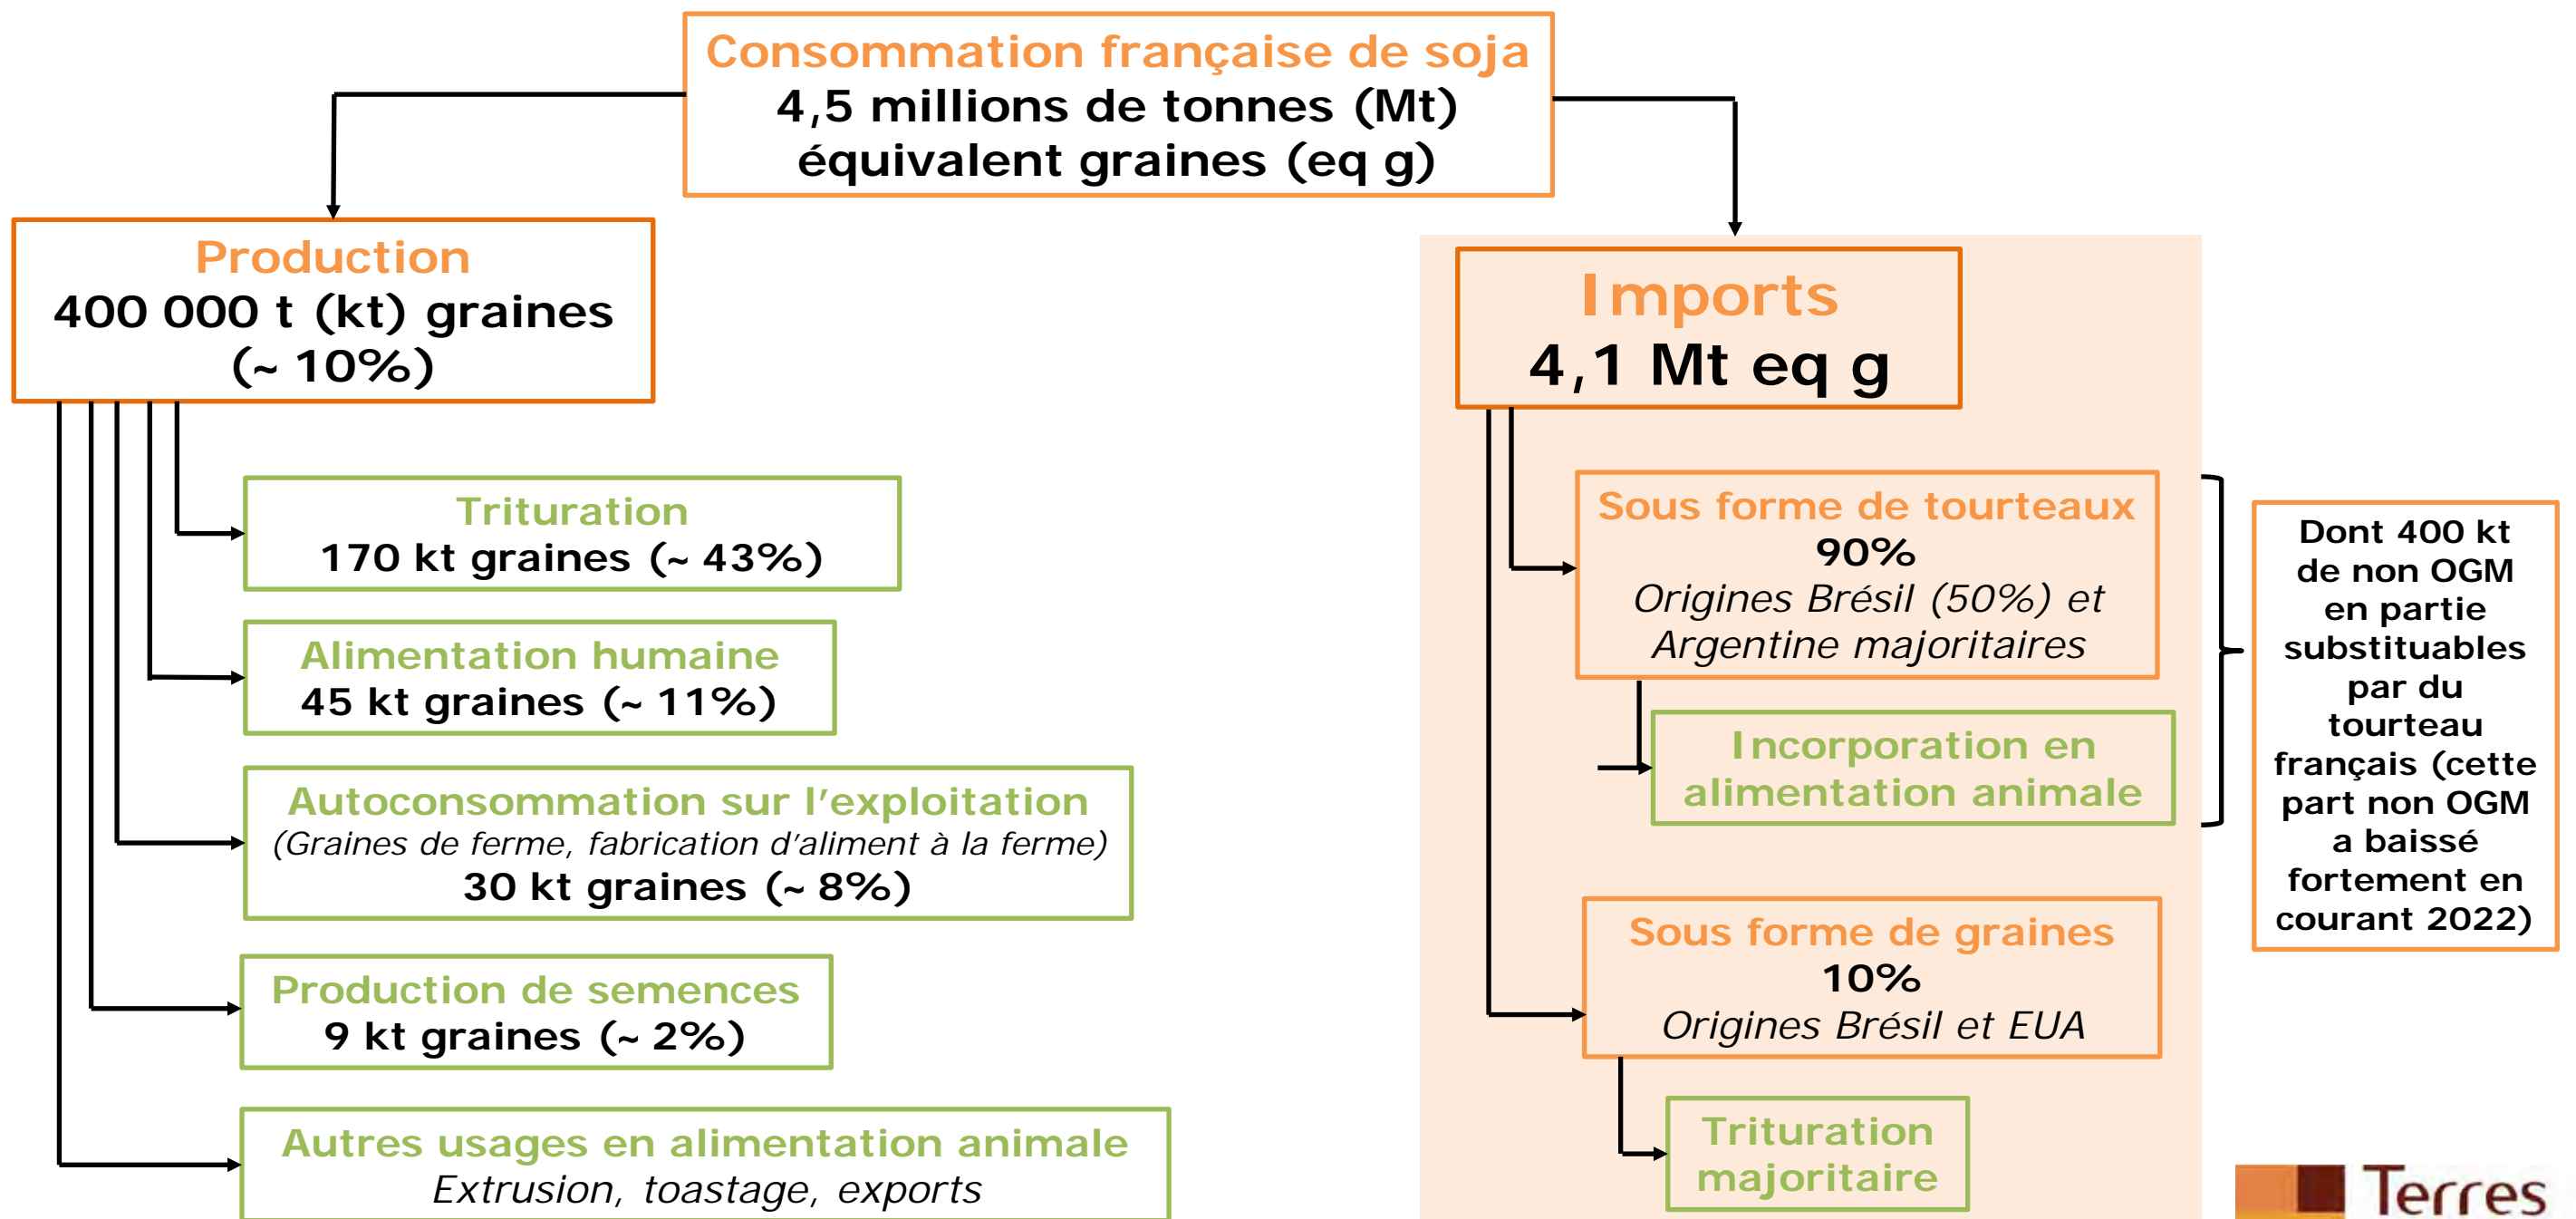 Consommation française de soja
4,5 millions de tonnes (Mt)
équivalent graines (eq g)
Production
400 000 t (kt) graines
(~ 10%)
Trituration
170 kt graines (~ 43%)
Alimentation humaine
45 kt graines (~ 11%)
Autoconsommation sur l’exploitation
(Graines de ferme, fabrication d’aliment à la ferme)
30 kt graines (~ 8%)
Production de semences
9 kt graines (~ 2%)
Autres usages en alimentation animale
Extrusion, toastage, exports
Imports
4,1 Mt eq g
Sous forme de tourteaux
90%
Origines Brésil (50%) et
Argentine majoritaires
Incorporation en
alimentation animale
Sous forme de graines
10%
Origines Brésil et EUA
Trituration
majoritaire
Dont 400 kt
de non OGM
en partie
substituables
par du
tourteau
français (cette
part non OGM
a baissé
fortement en
courant 2022)
Terres